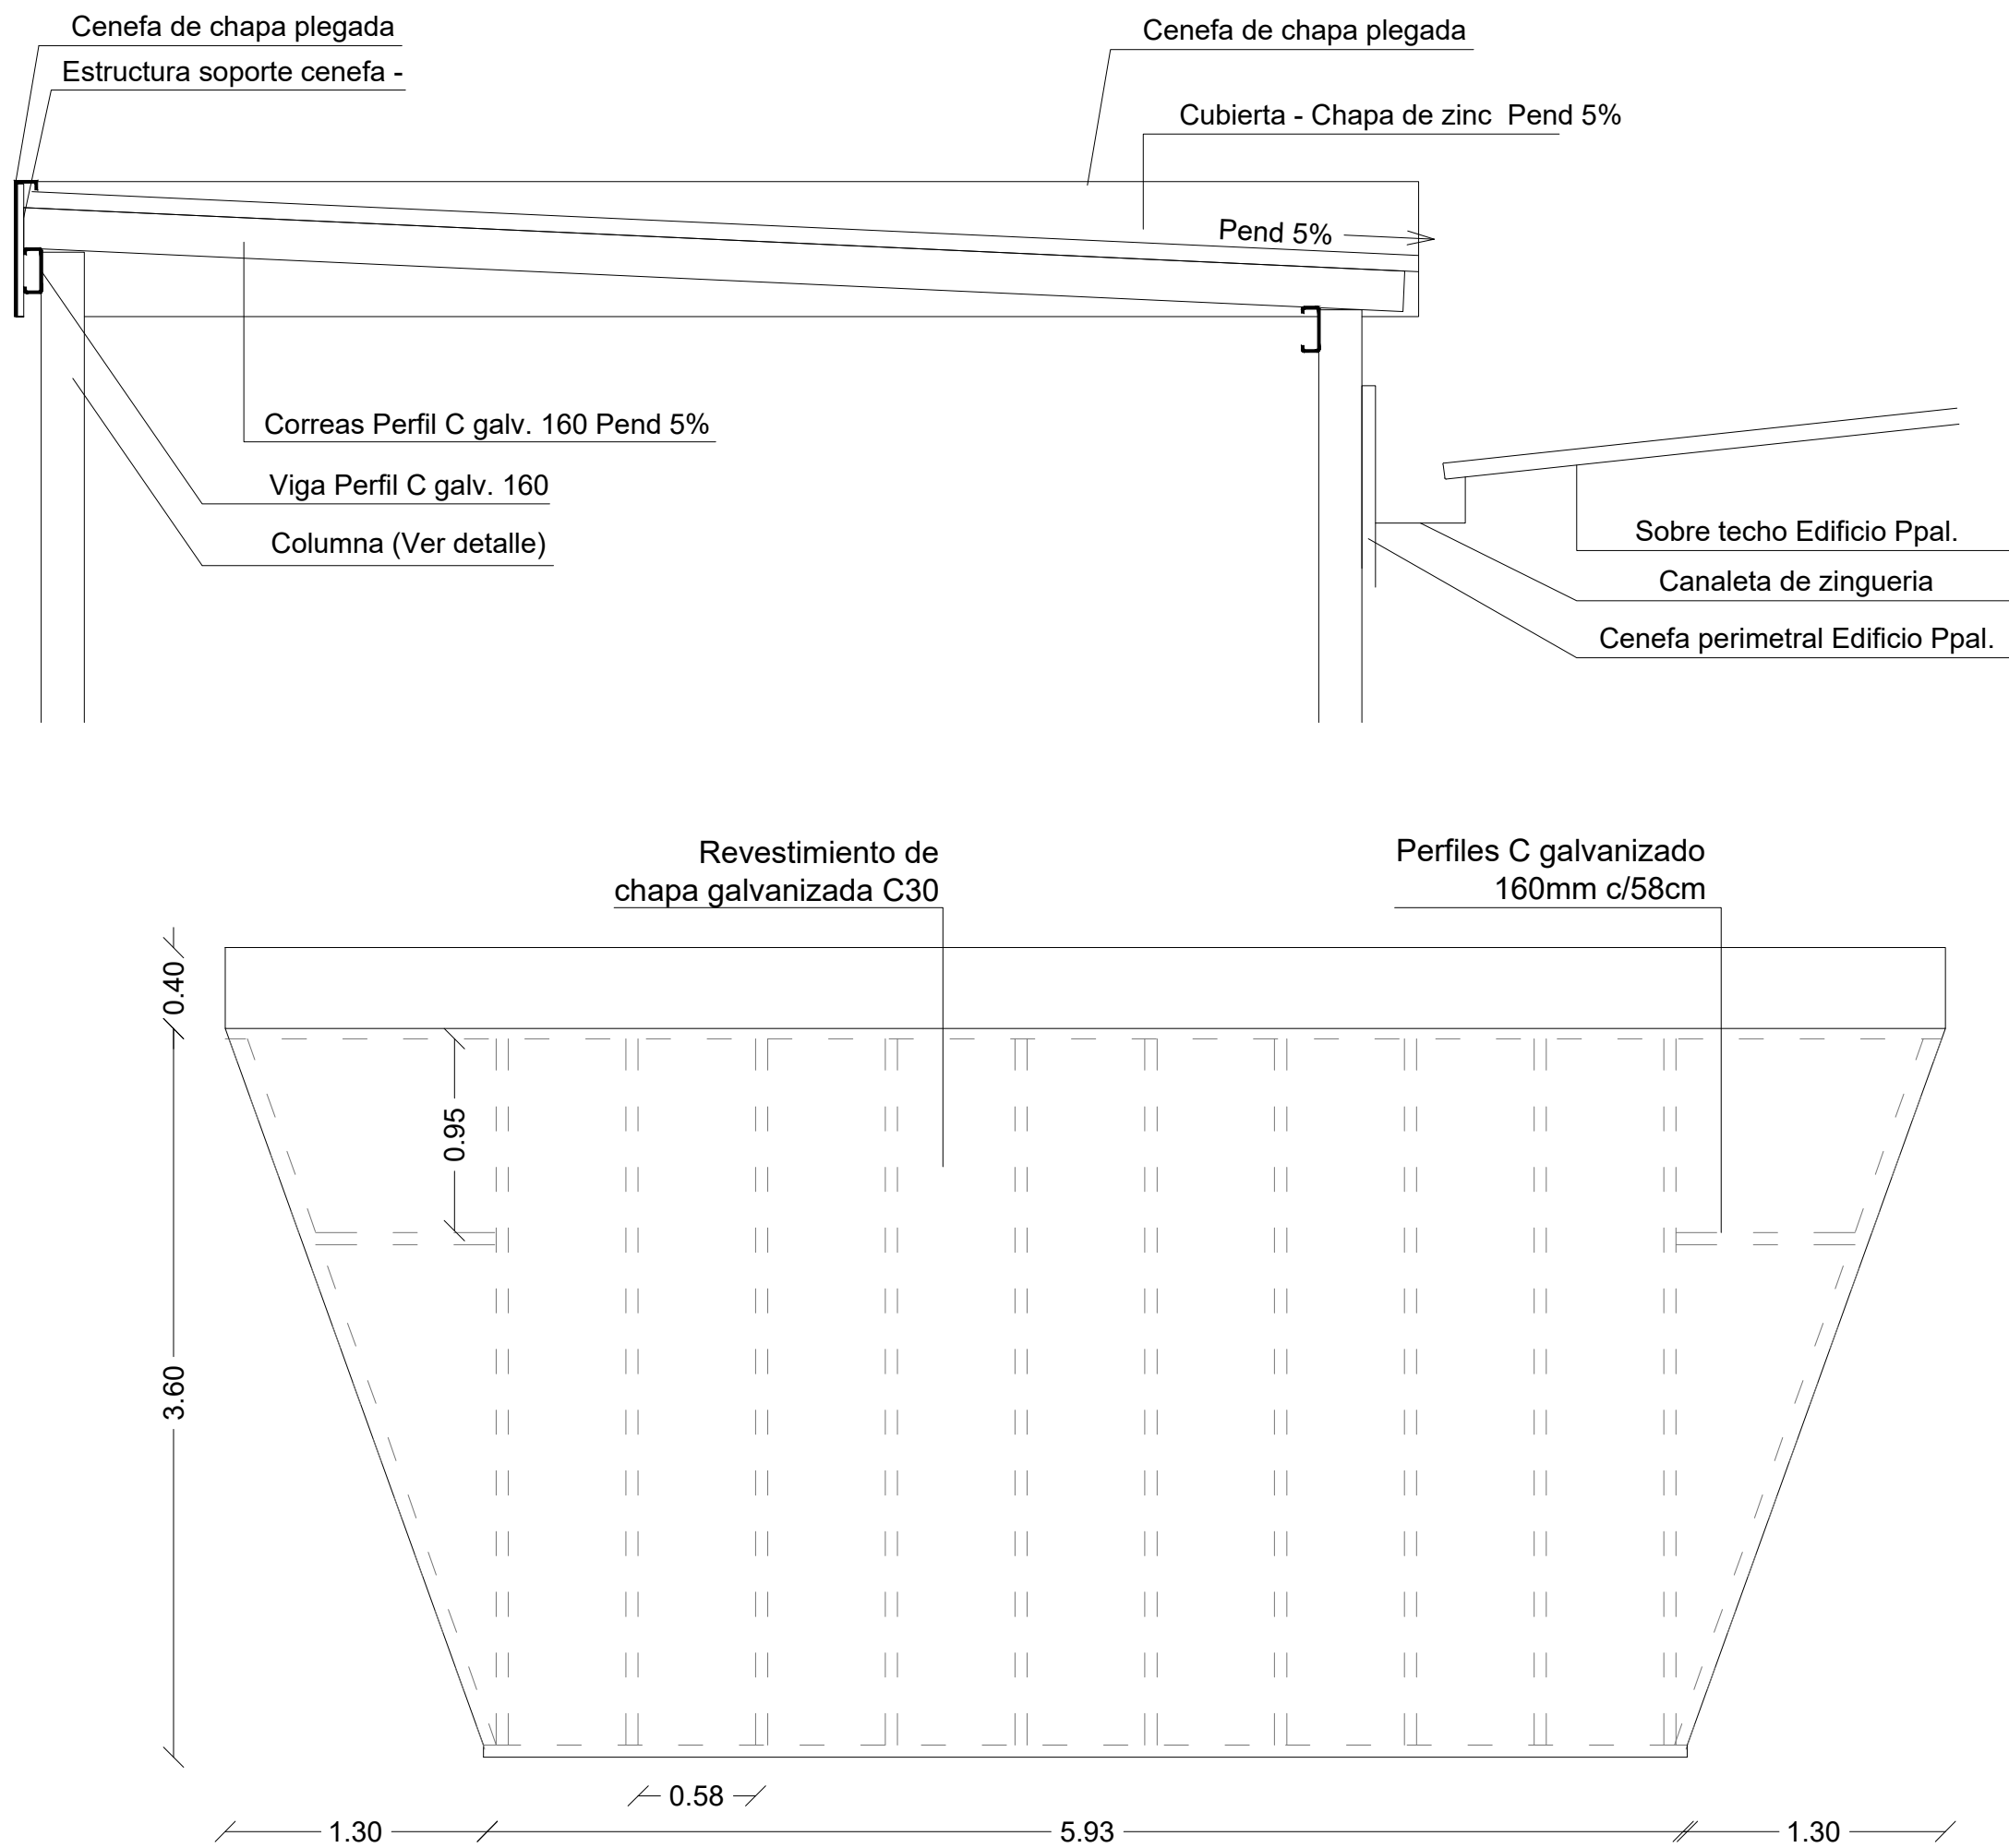 Cenefa de chapa plegada
Estructura soporte cenefa -
Cenefa de chapa plegada
Cubierta - Chapa de zinc Pend 5%
Pend 5%
Correas Perfil C galv. 160 Pend 5%
Viga Perfil C galv. 160
Columna (Ver detalle)
Sobre techo Edificio Ppal.
Canaleta de zingueria
Cenefa perimetral Edificio Ppal.
Revestimiento de
chapa galvanizada C30
Perfiles C galvanizado
160mm c/58cm
0.40
0.95
3.60
0.58
1.30
5.93
1.30